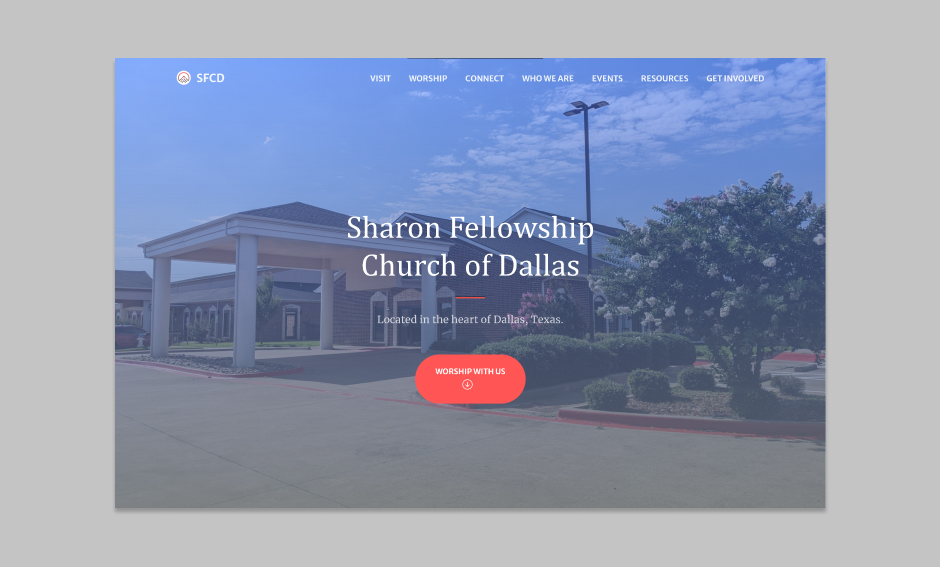 SFCD
VISIT WORSHIP CONNECT WHO WE ARE EVENTS RESOURCES GET INVOLVED
Sharon Fellowship
Church of Dallas
Located in the heart of Dallas, Texas.
WORSHIP WITH US